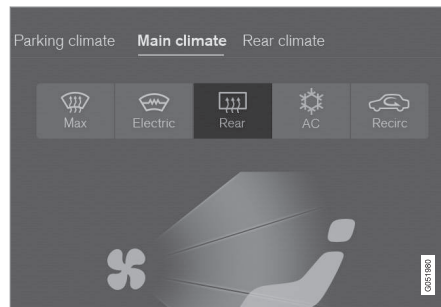 Parking climate Main climate Rear climate
Max Electric Rear AC Recirc
G051980